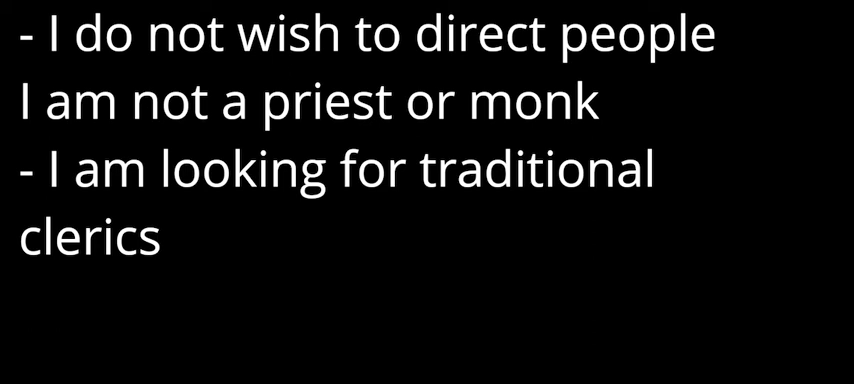 - I do not wish to direct people
I am not a priest or monk
- I am looking for traditional
clerics